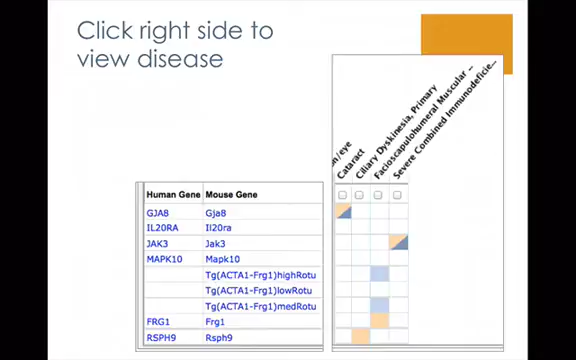 Click right side to
view disease
n/eye
Cataract
Ciliary Dyskinesia, Primary
Facioscapulohumeral Muscular ...
Severe Combined Immunodeficie...
Human Gene Mouse Gene
GJA8 Gja8
IL20RA Il20ra
JAK3 Jak3
MAPK10 Mapk10
Tg(ACTA1-Frg1)highRotu
Tg(ACTA1-Frg1)lowRotu
Tg(ACTA1-Frg1)medRotu
FRG1 Frg1
RSPH9 Rsph9